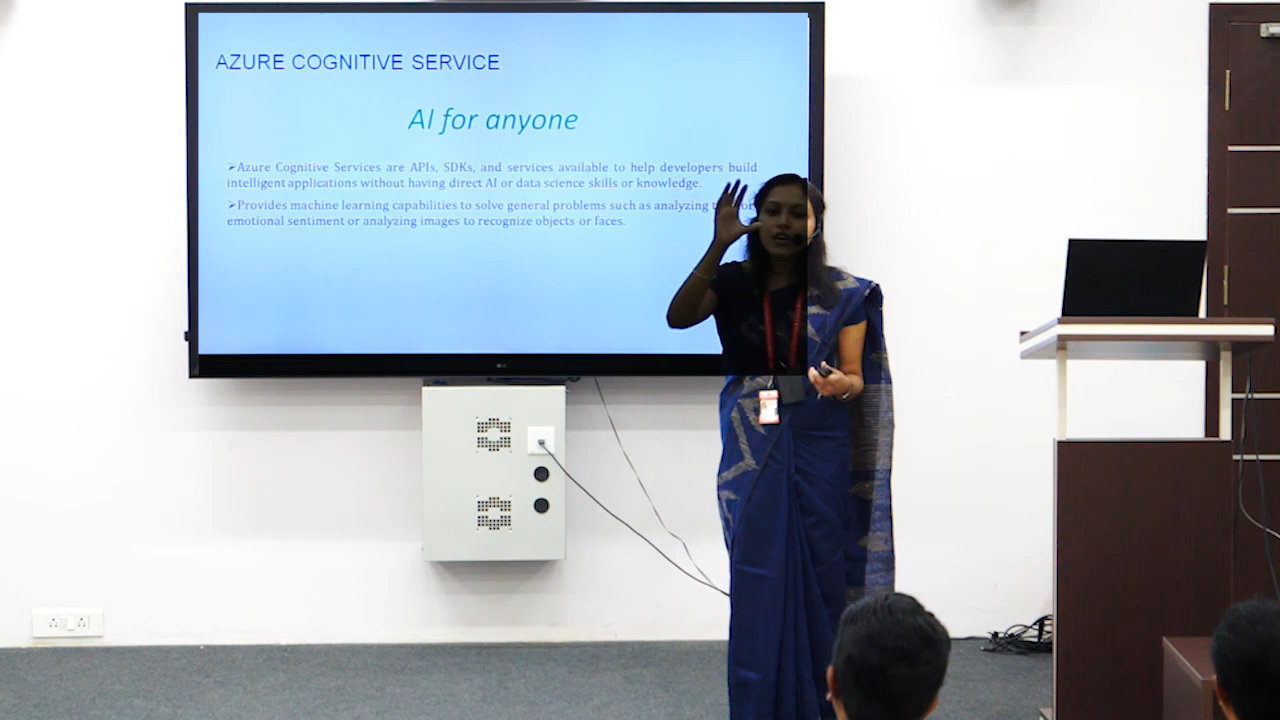 AZURE COGNITIVE SERVICE
AI for anyone
➢Azure Cognitive Services are APIs, SDKs, and services available to help developers build
intelligent applications without having direct AI or data science skills or knowledge.
➢Provides machine learning capabilities to solve general problems such as analyzing
emotional sentiment or analyzing images to recognize objects or faces.
LG